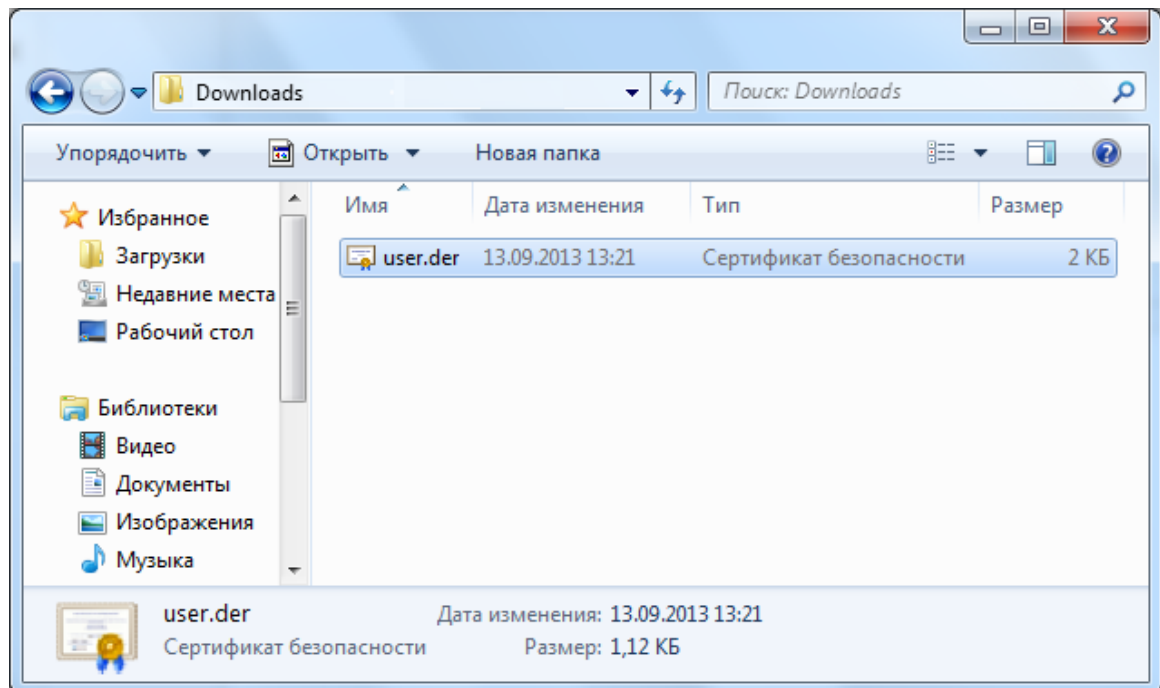 Downloads
Поиск: Downloads
Упорядочить
Открыть
Новая папка
Избранное
Загрузки
Недавние места
Рабочий стол
Библиотеки
Видео
Документы
Изображения
Музыка
Имя Дата изменения Тип Размер
user.der 13.09.2013 13:21 Сертификат безопасности 2 КБ
user.der Дата изменения: 13.09.2013 13:21
Сертификат безопасности Размер: 1,12 КБ